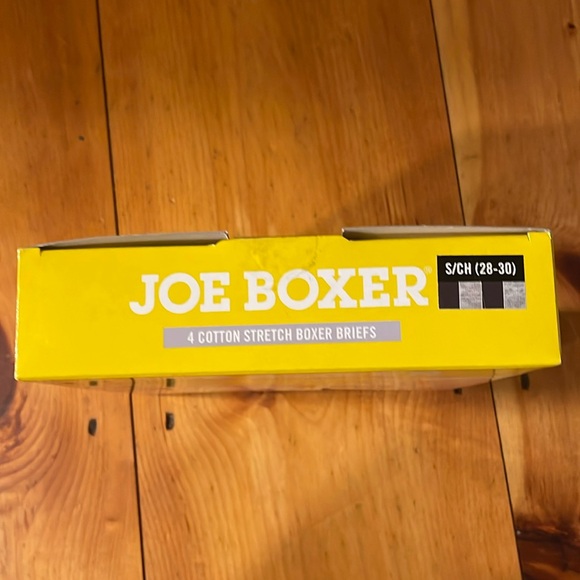 JOE BOXER®
S/CH (28-30)
4 COTTON STRETCH BOXER BRIEFS